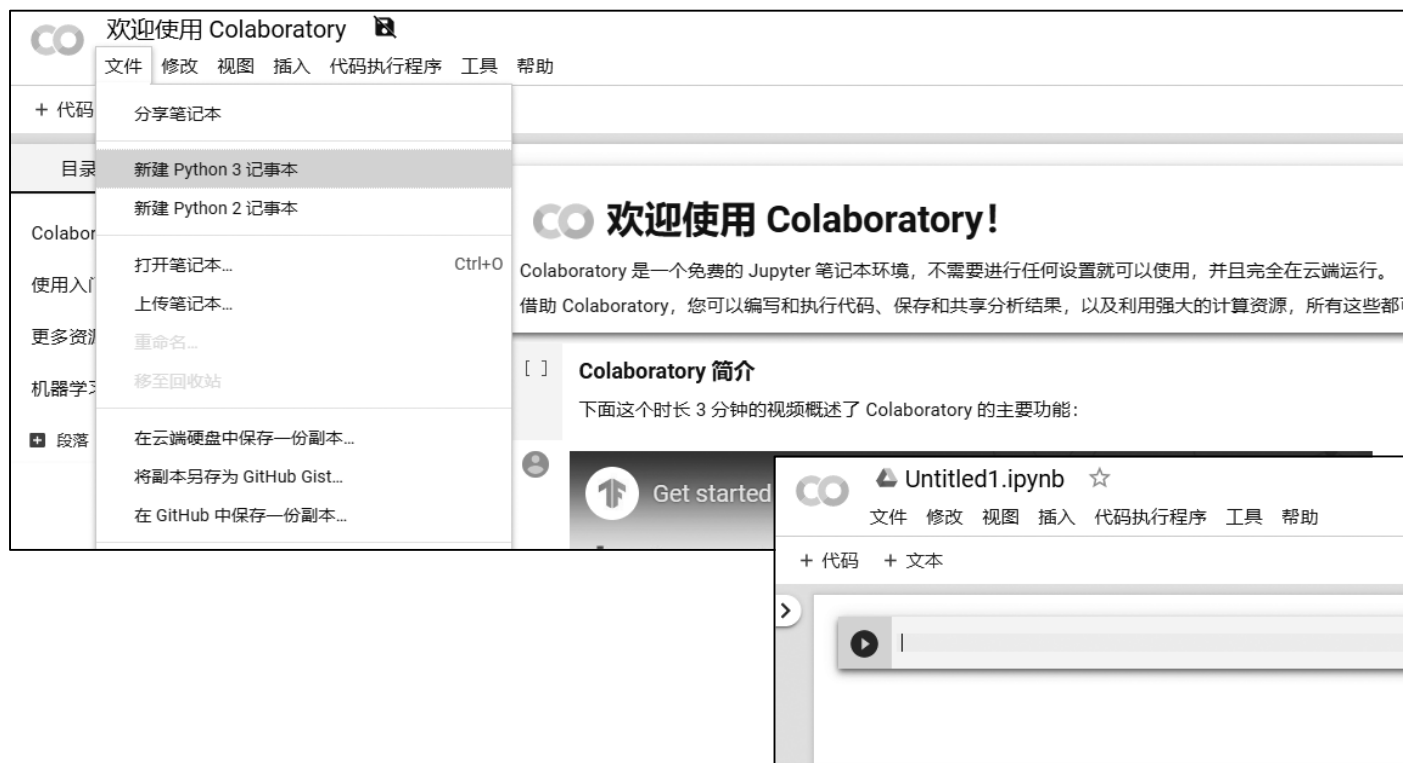 欢迎使用 Colaboratory
文件 修改 视图 插入 代码执行程序 工具 帮助
+ 代码
分享笔记本
目录
新建 Python 3 记事本
新建 Python 2 记事本
Colabor
使用入门
打开笔记本… Ctrl+O
上传笔记本…
更多资源
重命名…
移至回收站
机器学习
段落
在云端硬盘中保存一份副本…
将副本另存为 GitHub Gist…
在 GitHub 中保存一份副本…
CO 欢迎使用 Colaboratory！
Colaboratory 是一个免费的 Jupyter 笔记本环境，不需要进行任何设置就可以使用，并且完全在云端运行。
借助 Colaboratory，您可以编写和执行代码、保存和共享分析结果，以及利用强大的计算资源，所有这些都
[ ] Colaboratory 简介
下面这个时长 3 分钟的视频概述了 Colaboratory 的主要功能：
Get started
CO Untitled1.ipynb
文件 修改 视图 插入 代码执行程序 工具 帮助
+ 代码 + 文本